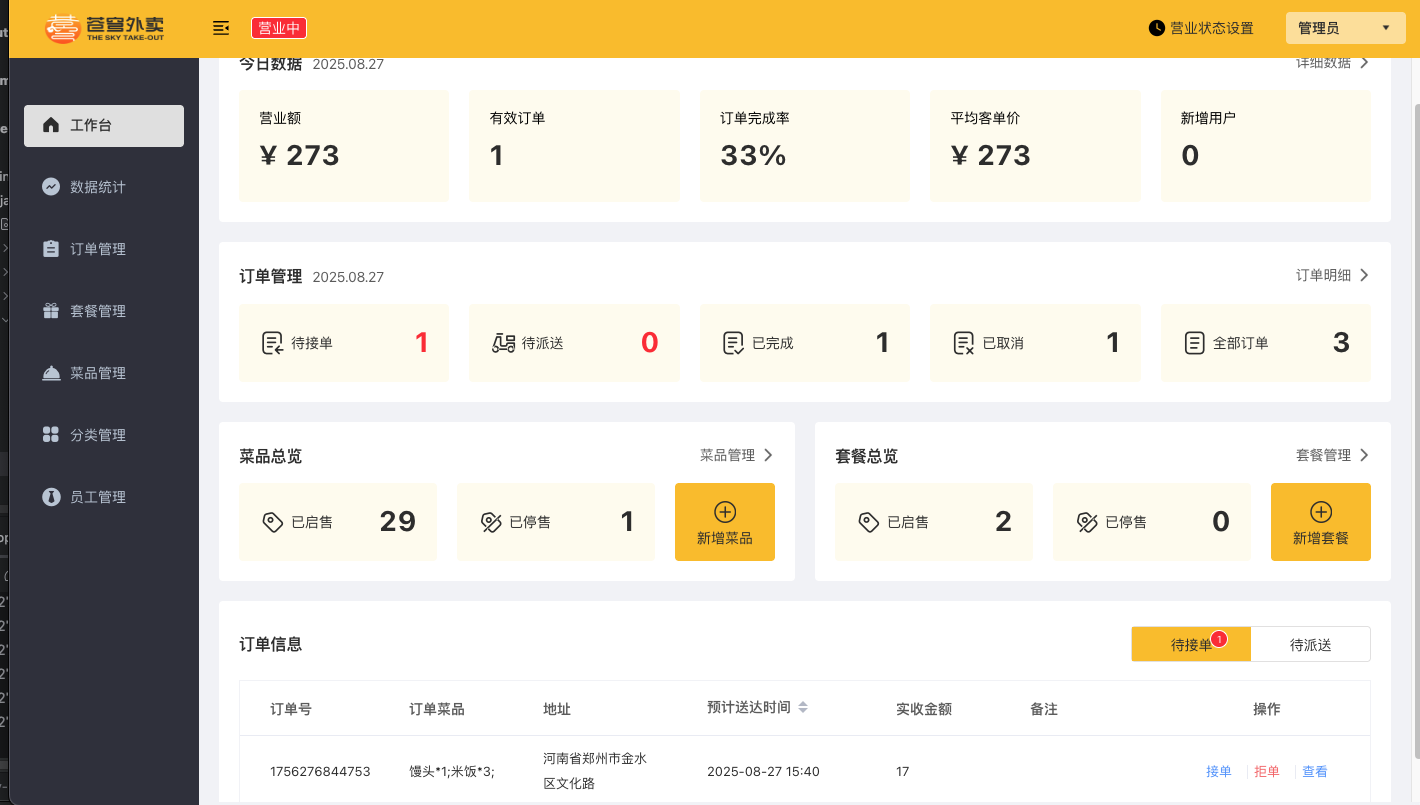 苍穹外卖
THE SKY TAKE-OUT
营业中
营业状态设置
管理员
工作台
数据统计
订单管理
套餐管理
菜品管理
分类管理
员工管理
今日数据 2025.08.27
详细数据
营业额
¥ 273
有效订单
1
订单完成率
33%
平均客单价
¥ 273
新增用户
0
订单管理 2025.08.27
订单明细
待接单 1
待派送 0
已完成 1
已取消 1
全部订单 3
菜品总览
菜品管理
已启售 29
已停售 1
新增菜品
套餐总览
套餐管理
已启售 2
已停售 0
新增套餐
订单信息
待接单 1
待派送
订单号 订单菜品 地址 预计送达时间 实收金额 备注 操作
1756276844753 馒头*1;米饭*3; 河南省郑州市金水
区文化路 2025-08-27 15:40 17 接单 拒单 查看